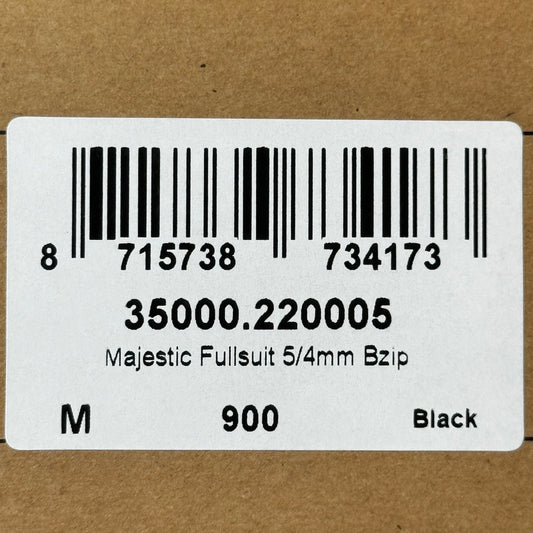 8 715738 734173
35000.220005
Majestic Fullsuit 5/4mm Bzip
M 900 Black